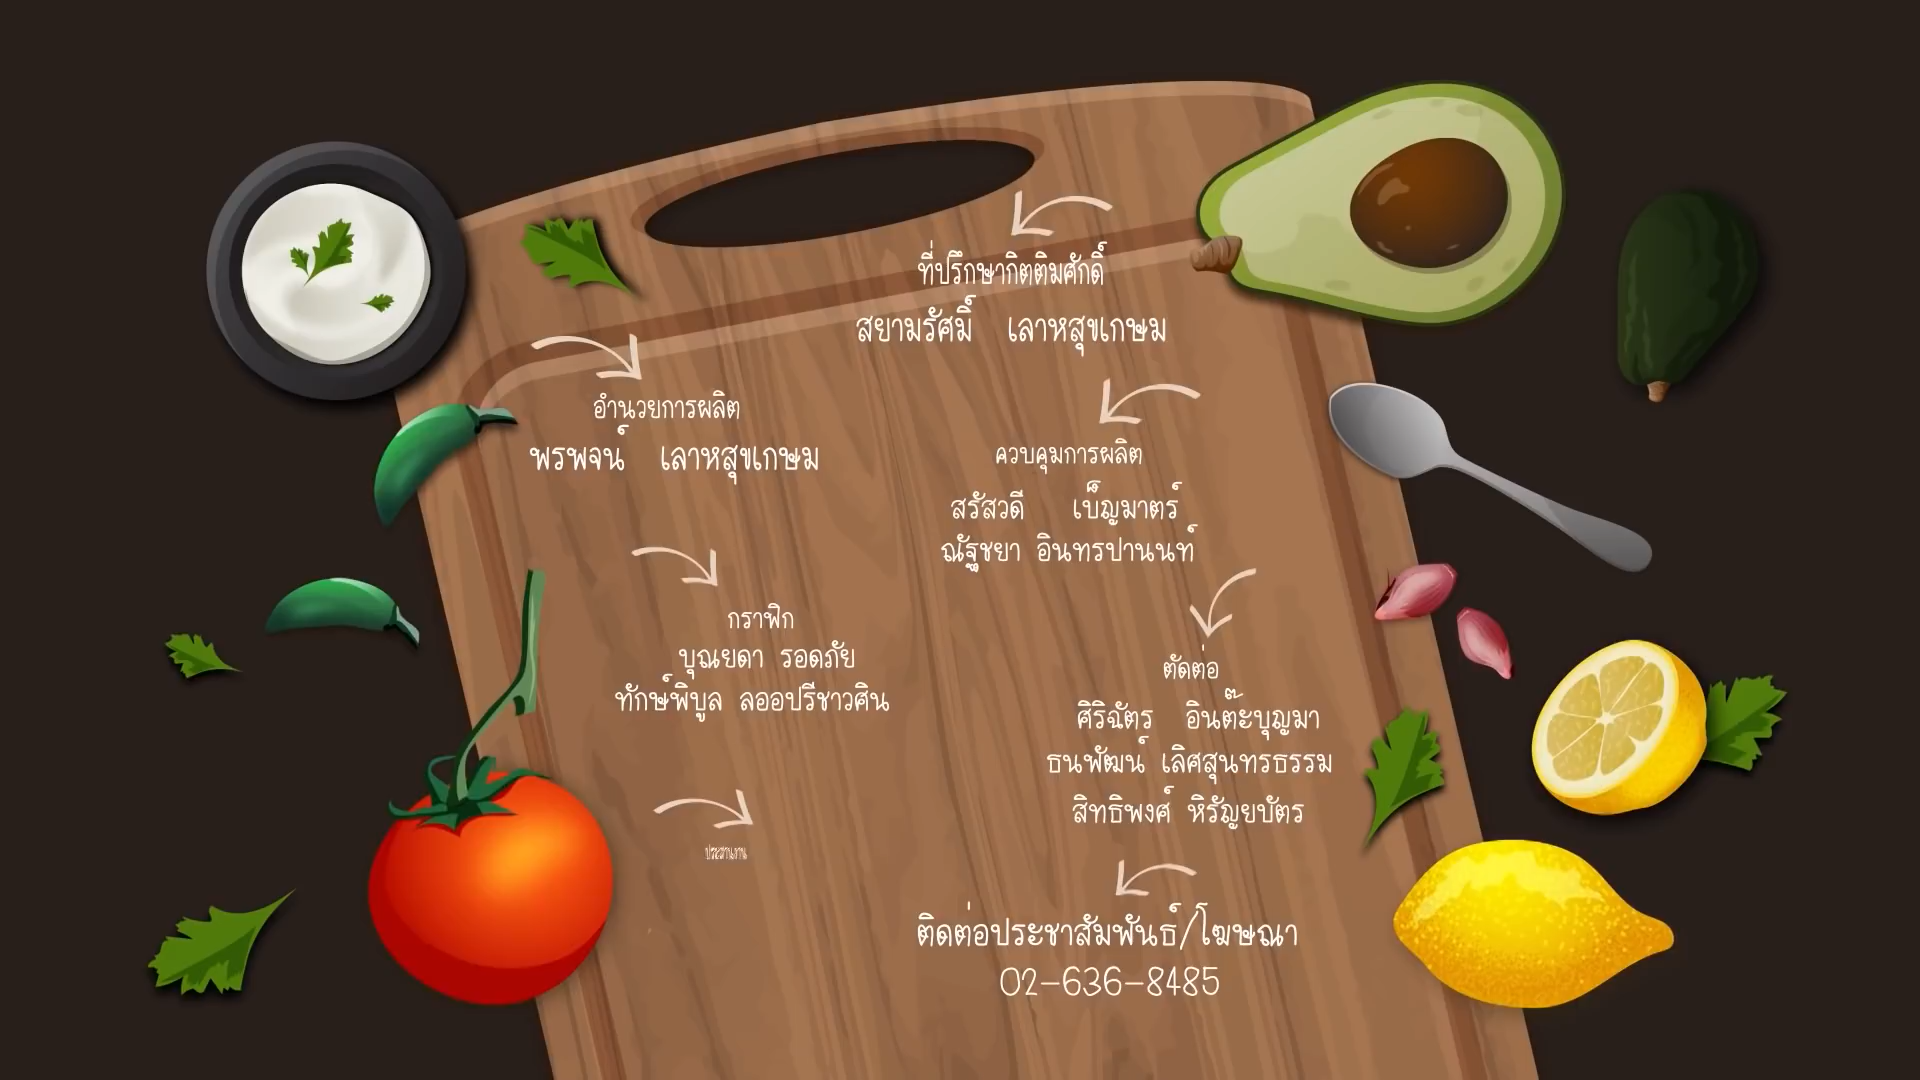 ที่ปรึกษากิตติมศักดิ์
สยามรัศมิ์ เลาหสุขเกษม
อำนวยการผลิต
พรพจน์ เลาหสุขเกษม
ควบคุมการผลิต
สรัสวดี เบ็ญมาตร์
ณัฐชยา อินทรปานนท์
กราฟิก
บุณยดา รอดภัย
ทักษ์พิบูล ลออปรีชาวศิน
ตัดต่อ
ศิริฉัตร อินต๊ะบุญมา
ธนพัฒน์ เลิศสุนทรธรรม
สิทธิพงศ์ หิรัญยบัตร
ประสานงาน
ติดต่อประชาสัมพันธ์/โฆษณา
02-636-8485